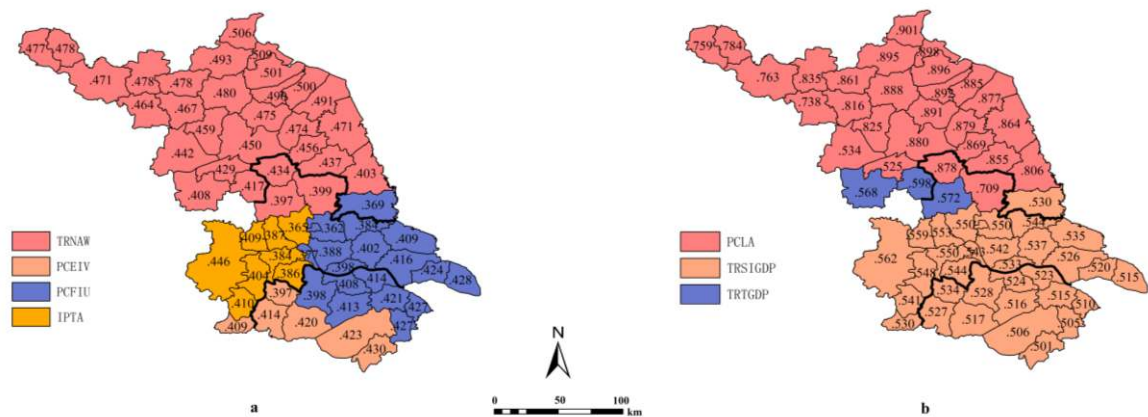 .506
.477 .478 .493 .509
.471 .478 .478 .501 .500
.464 .467 .480 .491
.475
.459 .474 .471
.442 .450 .456
.429 .437
.408 .417 .434 .403
.397 .399
.369
.365 .362 .384
.409 .387 .409
.446 .388 .402 .416
.384 .398 .424
.404 .386 .414 .428
.408
.410 .397 .398 .421
.413 .427
.409 .414 .420
.423 .427
.430
TRNAW
PCEIV
PCFIU
IPTA
a
N
0 50 100
km
.901
.759 .784 .895 .898
.763 .835 .861 .896 .885
.738 .816 .888 .877
.891
.825 .879 .864
.534 .880 .869
.525 .855
.568 .598 .878 .806
.572 .709
.530
.550 .550 .544
.559 .553 .535
.562 .550 .542 .537 .526
.543 .533 .520
.548 .544 .523 .515
.524
.541 .534 .528 .515
.516 .510
.530 .527 .517
.506 .505
.501
PCLA
TRSIGDP
TRTGDP
b